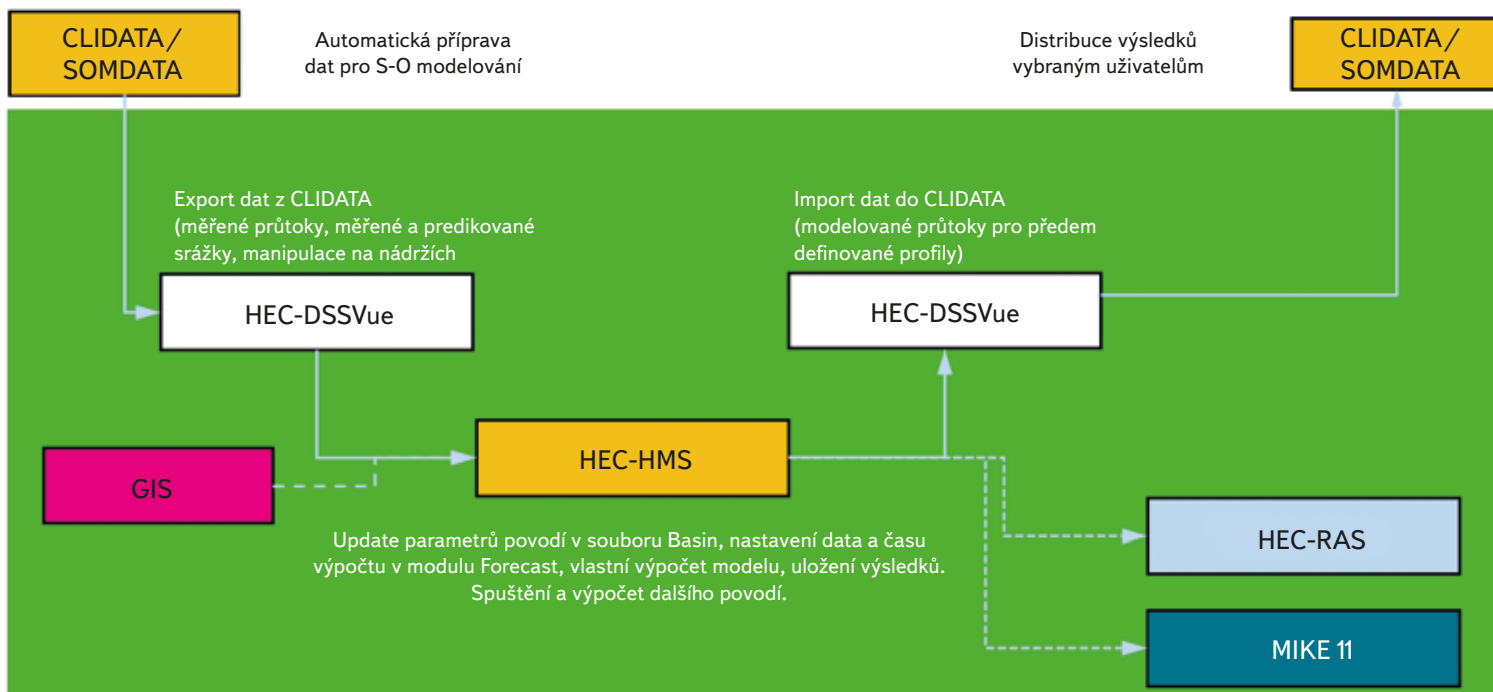 CLIDATA/
SOMDATA
Automatická příprava
dat pro S-O modelování
Distribuce výsledků
vybraným uživatelům
CLIDATA/
SOMDATA
Export dat z CLIDATA
(měřené průtoky, měřené a predikované
srážky, manipulace na nádržích
HEC-DSSVue
Import dat do CLIDATA
(modelované průtoky pro předem
definované profily)
HEC-DSSVue
GIS
HEC-HMS
Update parametrů povodí v souboru Basin, nastavení data a času
výpočtu v modulu Forecast, vlastní výpočet modelu, uložení výsledků.
Spuštění a výpočet dalšího povodí.
HEC-RAS
MIKE 11